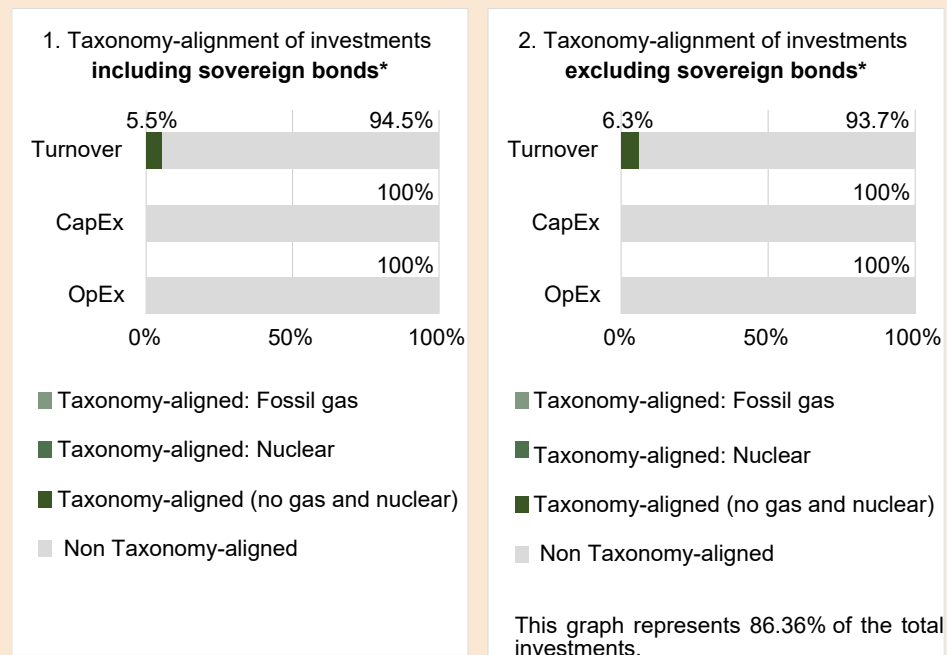 1. Taxonomy-alignment of investments
including sovereign bonds*
5.5%
94.5%
Turnover
100%
CapEx
100%
OpEx
0%
50%
100%
Taxonomy-aligned: Fossil gas
Taxonomy-aligned: Nuclear
Taxonomy-aligned (no gas and nuclear)
Non Taxonomy-aligned
2. Taxonomy-alignment of investments
excluding sovereign bonds*
6.3%
93.7%
Turnover
100%
CapEx
100%
OpEx
0%
50%
100%
Taxonomy-aligned: Fossil gas
Taxonomy-aligned: Nuclear
Taxonomy-aligned (no gas and nuclear)
Non Taxonomy-aligned
This graph represents 86.36% of the total
investments.